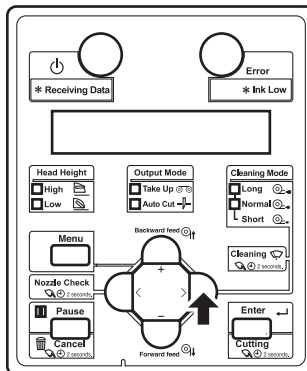 Error
* Receiving Data
* Ink Low
Head Height
High
Low
Output Mode
Take Up
Auto Cut
Cleaning Mode
Long
Normal
Short
Menu
Backward feed
Cleaning
2 seconds.
Nozzle Check
2 seconds.
+
< >
−
Pause
Cancel
2 seconds.
Forward feed
Enter
Cutting
2 seconds.